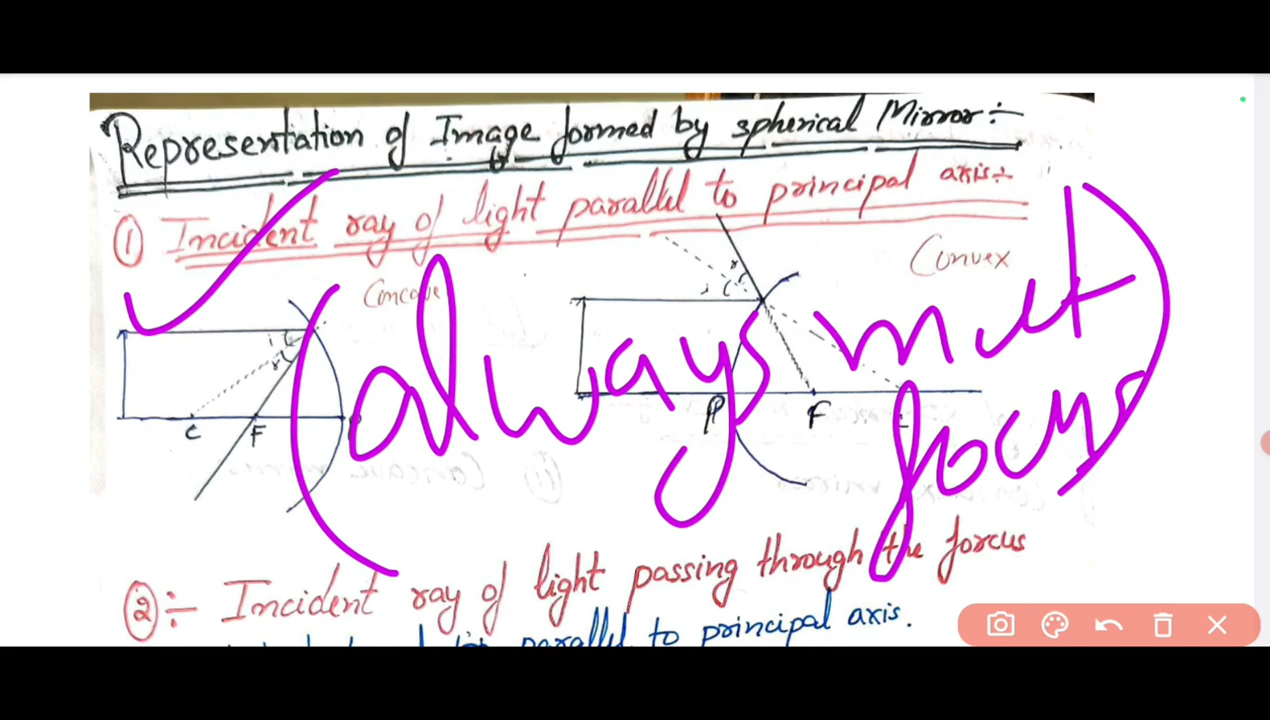 Representation of Image formed by spherical Mirror:-
① Incident ray of light parallel to principal axis:-
Concave
Convex
i
r
C F
r
i
P F
(always meet
focus)
②:- Incident ray of light passing through the forcus
parallel to principal axis.